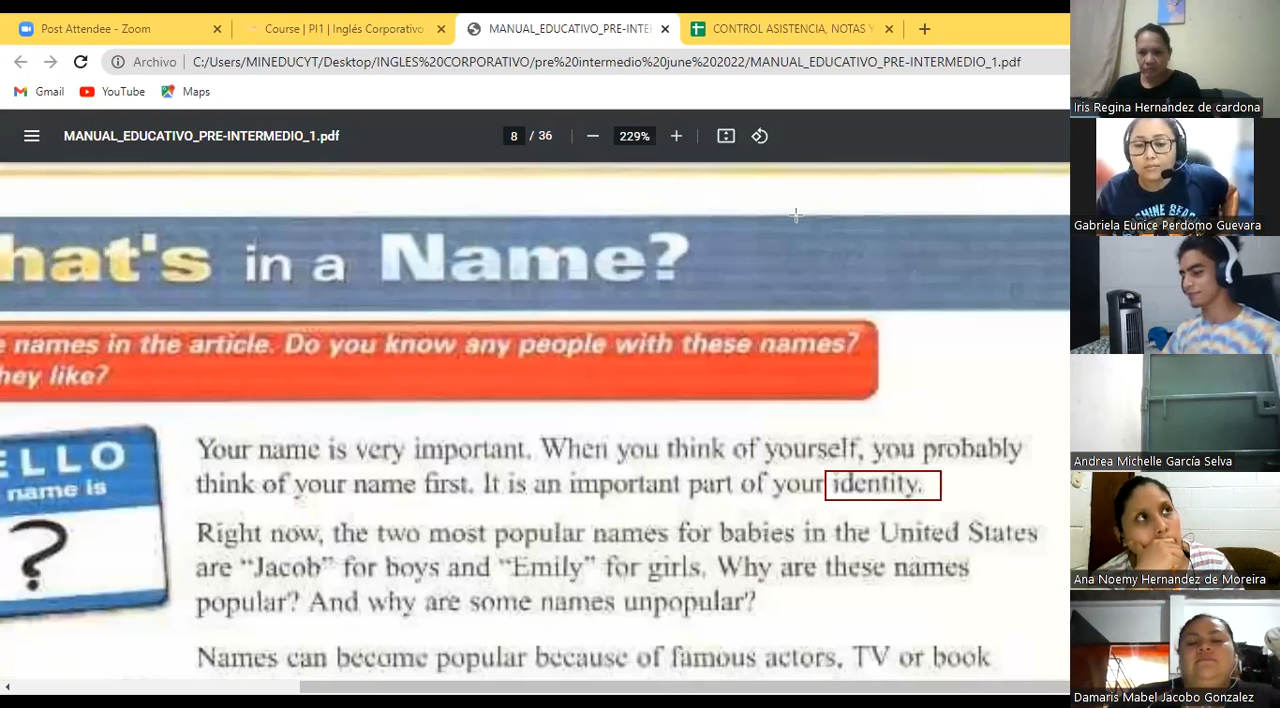 Post Attendee - Zoom
Course | PI1 | Inglés Corporativo
MANUAL_EDUCATIVO_PRE-INTE
CONTROL ASISTENCIA, NOTAS Y
Archivo
C:/Users/MINEDUCYT/Desktop/INGLES%20CORPORATIVO/pre%20intermedio%20june%202022/MANUAL_EDUCATIVO_PRE-INTERMEDIO_1.pdf
Gmail
YouTube
Maps
MANUAL_EDUCATIVO_PRE-INTERMEDIO_1.pdf
8 / 36
229%
hat's in a Name?
names in the article. Do you know any people with these names?
hey like?
ELLO
name is
?
Your name is very important. When you think of yourself, you probably
think of your name first. It is an important part of your identity.
Right now, the two most popular names for babies in the United States
are “Jacob” for boys and “Emily” for girls. Why are these names
popular? And why are some names unpopular?
Names can become popular because of famous actors, TV or book
Iris Regina Hernandez de cardona
Gabriela Eunice Perdomo Guevara
Andrea Michelle García Selva
Ana Noemy Hernandez de Moreira
Damaris Mabel Jacobo Gonzalez